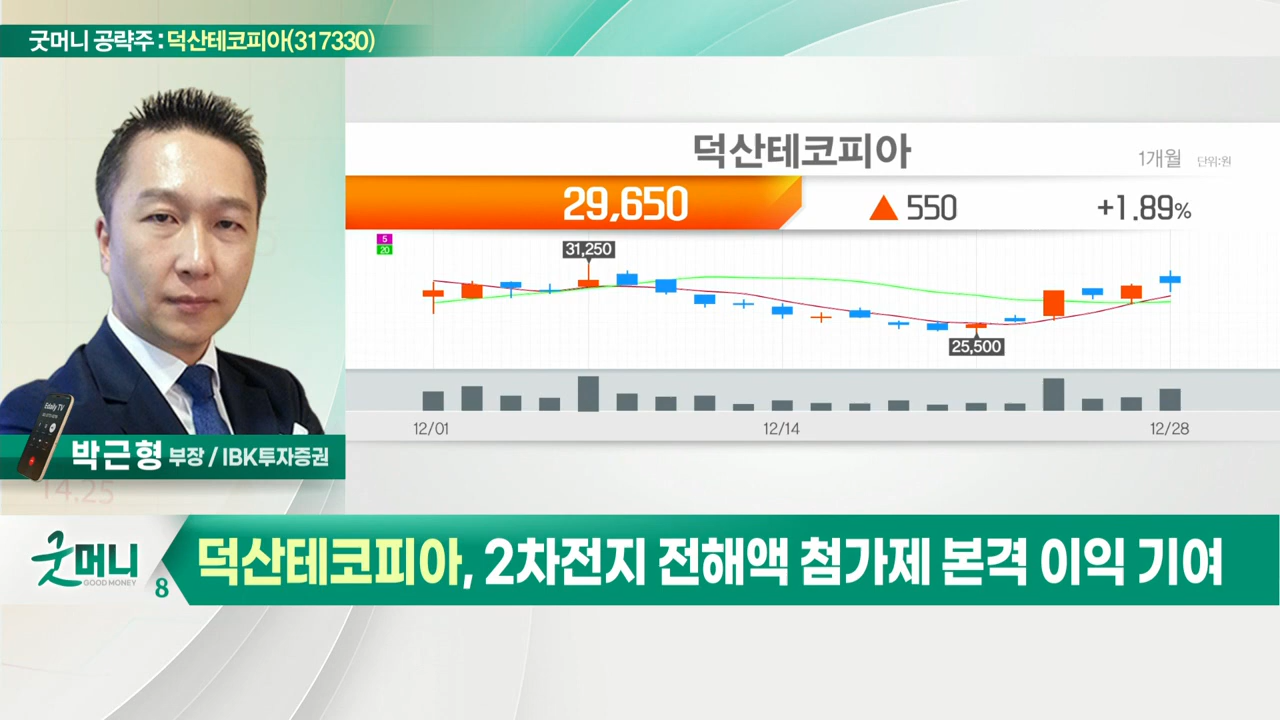 굿머니 공략주 : 덕산테코피아(317330)
덕산테코피아
1개월 단위:원
29,650 ▲ 550 +1.89%
5
20
31,250
25,500
12/01 12/14 12/28
Edaily TV
박근형 부장 / IBK투자증권
14.25
굿머니
GOOD MONEY
8
덕산테코피아, 2차전지 전해액 첨가제 본격 이익 기여